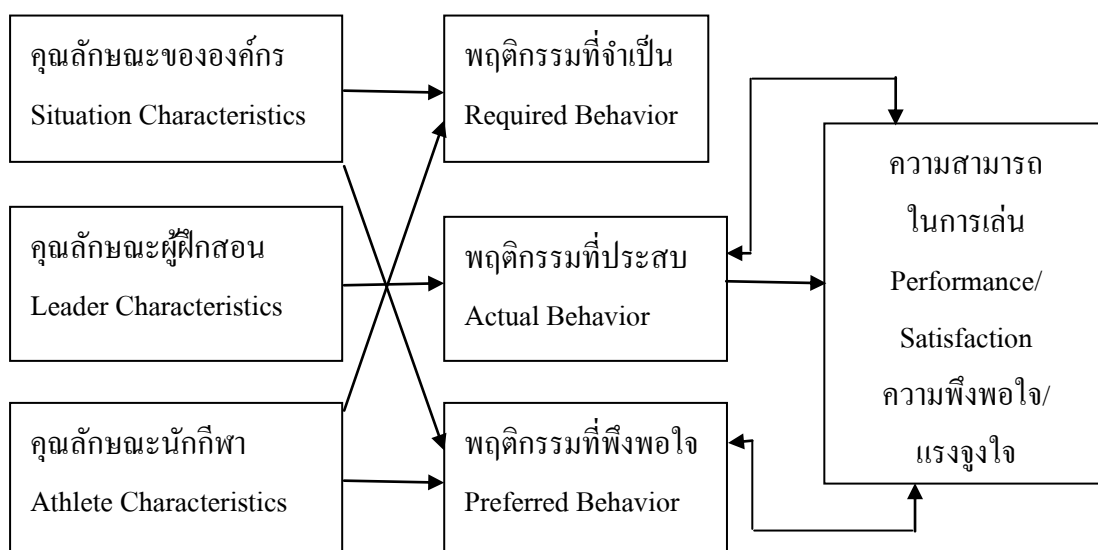 คุณลักษณะขององค์กร
Situation Characteristics
พฤติกรรมที่จำเป็น
Required Behavior
คุณลักษณะผู้ฝึกสอน
Leader Characteristics
พฤติกรรมที่ประสบ
Actual Behavior
คุณลักษณะนักกีฬา
Athlete Characteristics
พฤติกรรมที่พึงพอใจ
Preferred Behavior
ความสามารถ
ในการเล่น
Performance/
Satisfaction
ความพึงพอใจ/
แรงจูงใจ